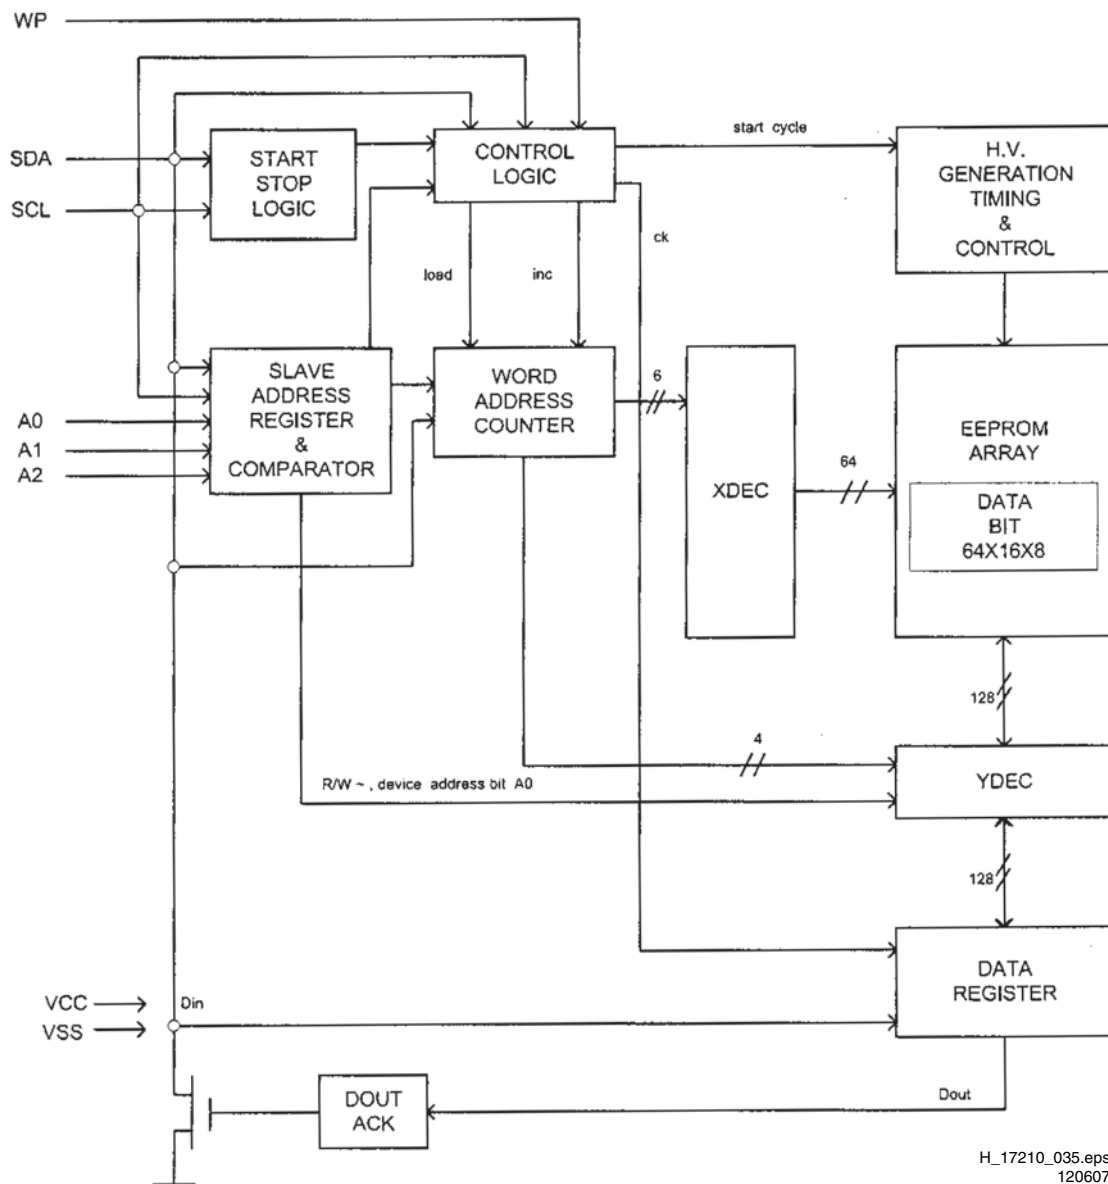 WP
SDA
SCL
START
STOP
LOGIC
CONTROL
LOGIC
start cycle
H.V.
GENERATION
TIMING
&
CONTROL
load
inc
ck
A0
A1
A2
SLAVE
ADDRESS
REGISTER
&
COMPARATOR
WORD
ADDRESS
COUNTER
6
XDEC
64
EEPROM
ARRAY
DATA
BIT
64X16X8
128
4
R/W ~ , device address bit A0
YDEC
128
DATA
REGISTER
VCC
VSS
Din
DOUT
ACK
Dout
H_17210_035.eps
120607